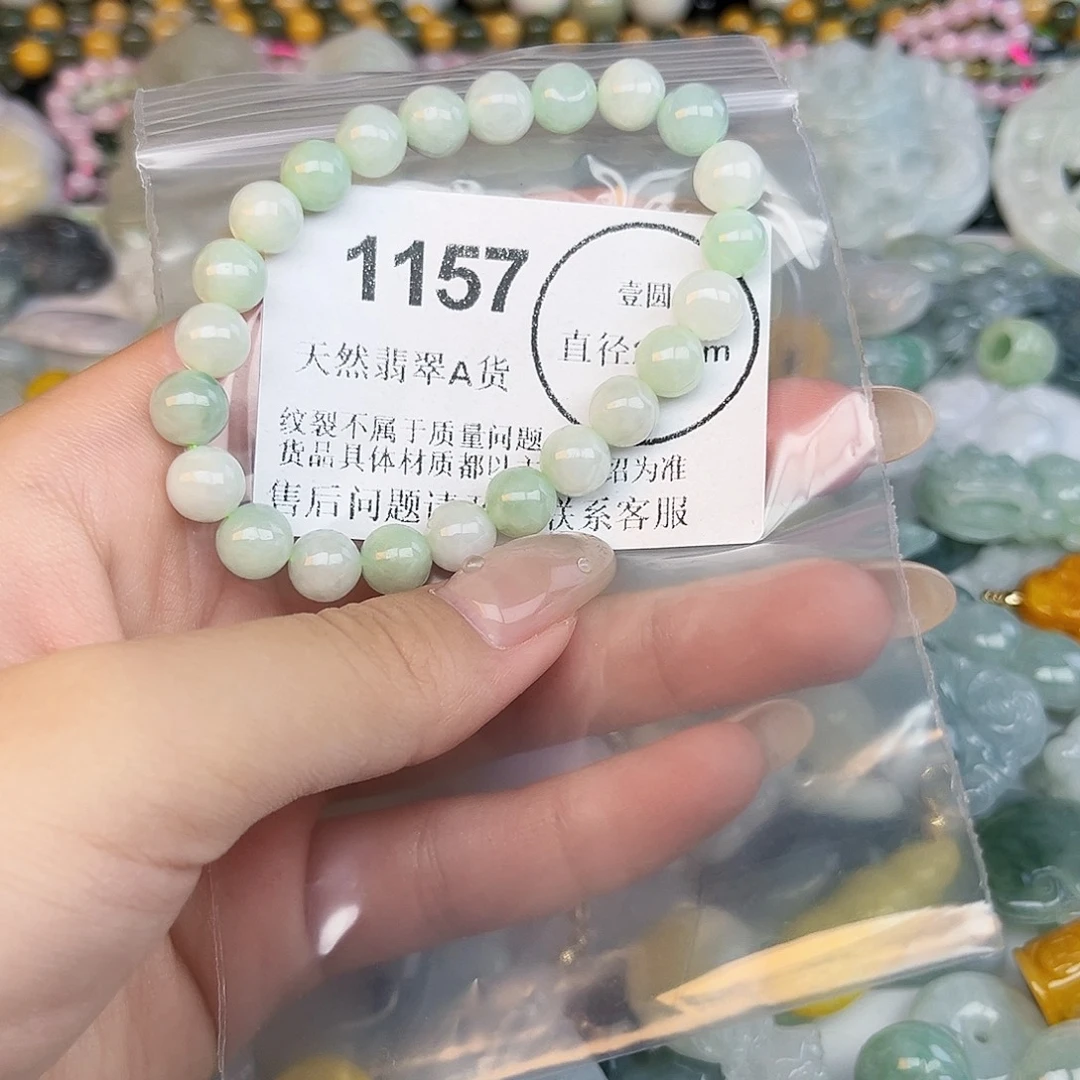 1157
壹圆
直径
m
天然翡翠A货
纹裂不属于质量问题
货品具体材质都以
绍为准
售后问题请
联系客服